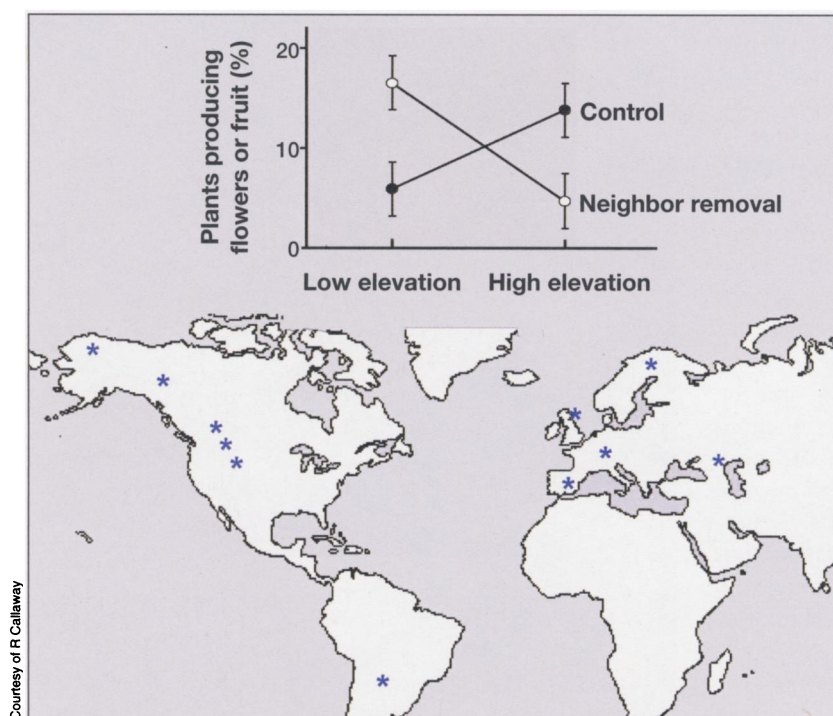 Plants producing
flowers or fruit (%)
20
10
0
Control
Neighbor removal
Low elevation
High elevation
*
*
*
*
*
*
*
*
*
*
*
Courtesy of R Callaway